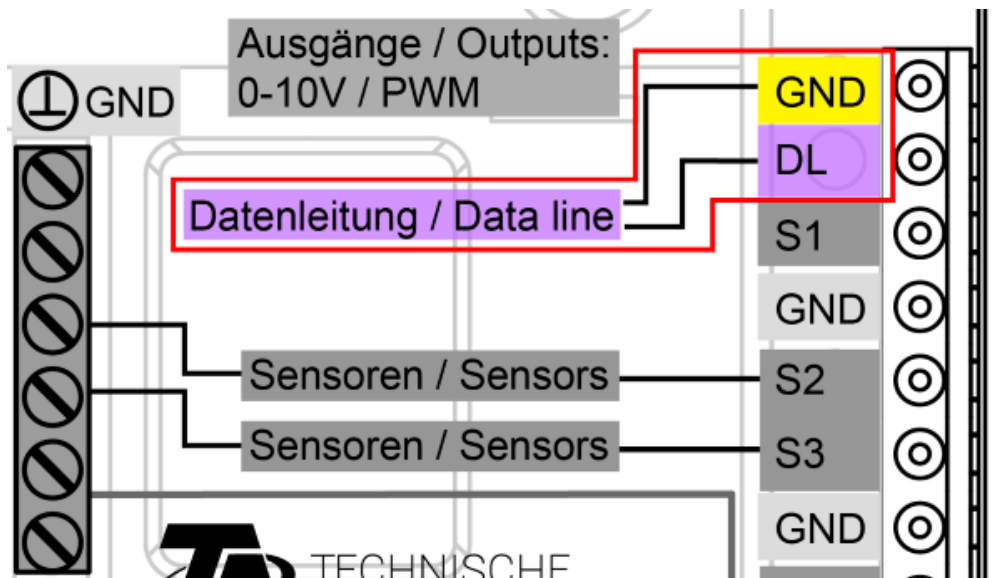 Ausgänge / Outputs:
0-10V / PWM
GND
GND
DL
Datenleitung / Data line
S1
GND
Sensoren / Sensors
S2
Sensoren / Sensors
S3
GND
TA
TECHNISCHE